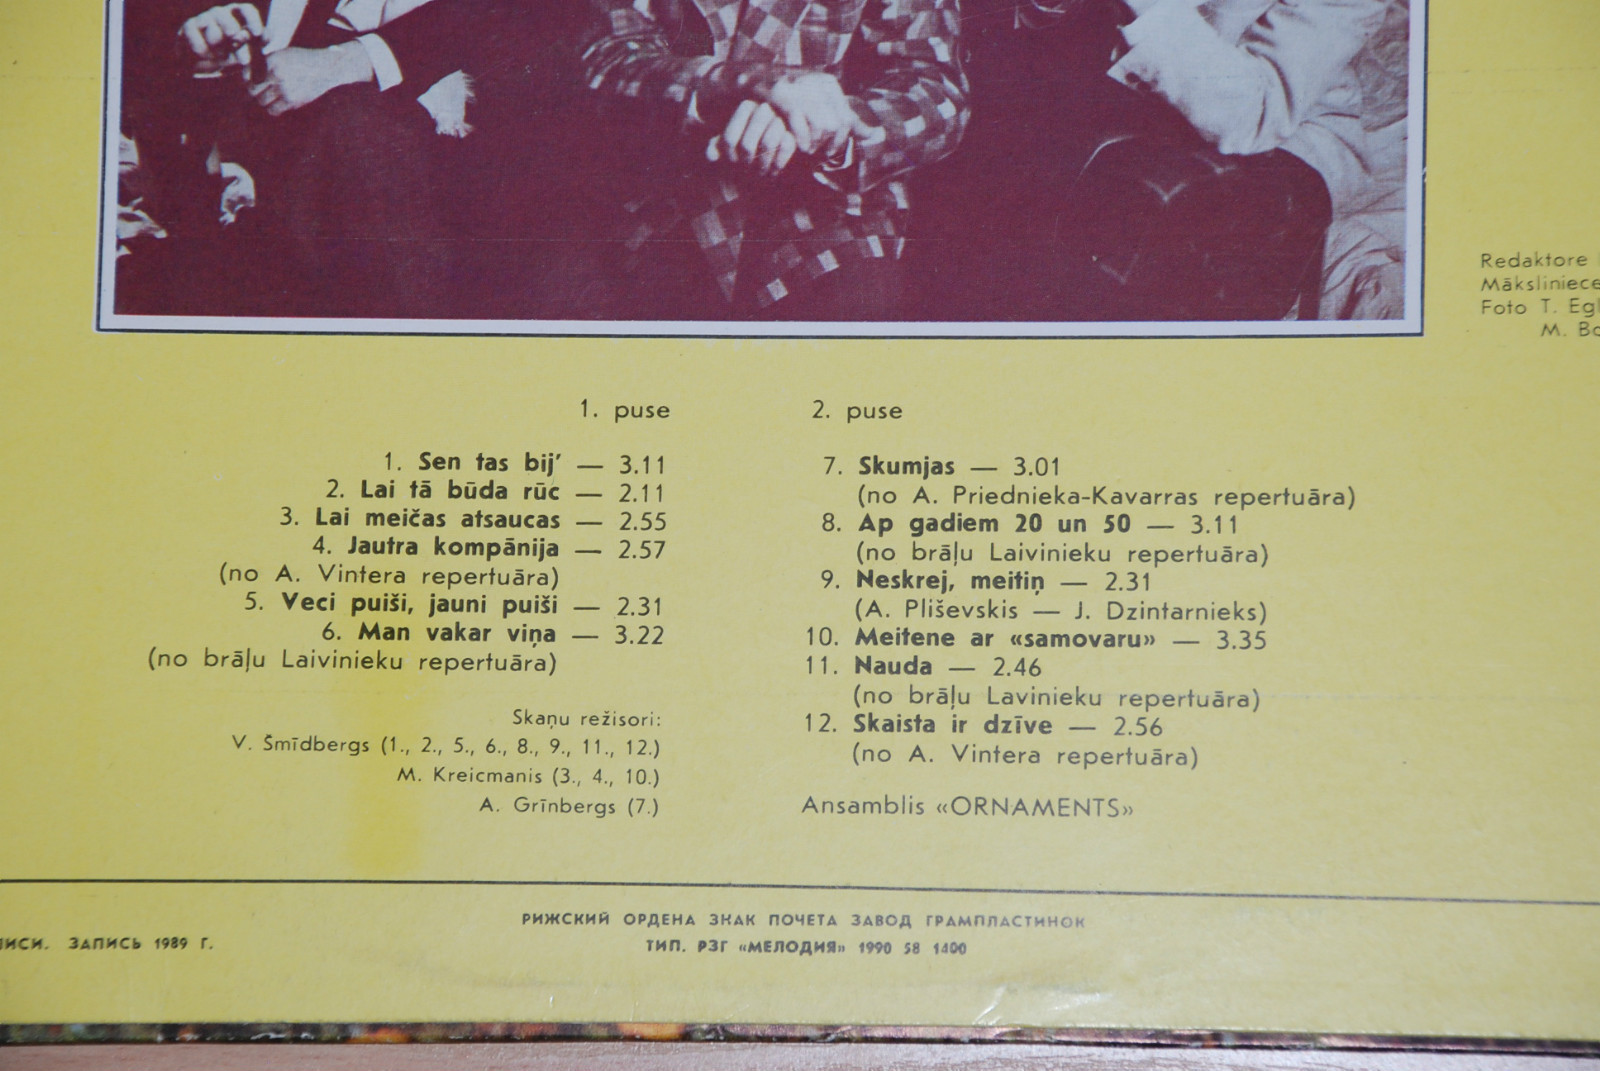 Redaktore
Māksliniece
Foto T. Egl
M. Bo
1. puse
1. Sen tas bij' — 3.11
2. Lai tā būda rūc — 2.11
3. Lai meičas atsaucas — 2.55
4. Jautra kompānija — 2.57
(no A. Vintera repertuāra)
5. Veci puiši, jauni puiši — 2.31
6. Man vakar viņa — 3.22
(no brāļu Laivinieku repertuāra)
Skaņu režisori:
V. Šmīdbergs (1., 2., 5., 6., 8., 9., 11., 12.)
M. Kreicmanis (3., 4., 10.)
A. Grīnbergs (7.)
2. puse
7. Skumjas — 3.01
(no A. Priednieka-Kavarras repertuāra)
8. Ap gadiem 20 un 50 — 3.11
(no brāļu Laivinieku repertuāra)
9. Neskrej, meitiņ — 2.31
(A. Pliševskis — J. Dzintarnieks)
10. Meitene ar «samovaru» — 3.35
11. Nauda — 2.46
(no brāļu Lavinieku repertuāra)
12. Skaista ir dzīve — 2.56
(no A. Vintera repertuāra)
Ansamblis «ORNAMENTS»
РИЖСКИЙ ОРДЕНА ЗНАК ПОЧЕТА ЗАВОД ГРАМПЛАСТИНОК
ПИСИ. ЗАПИСЬ 1989 Г.
ТИП. РЗГ «МЕЛОДИЯ» 1990 58 1400